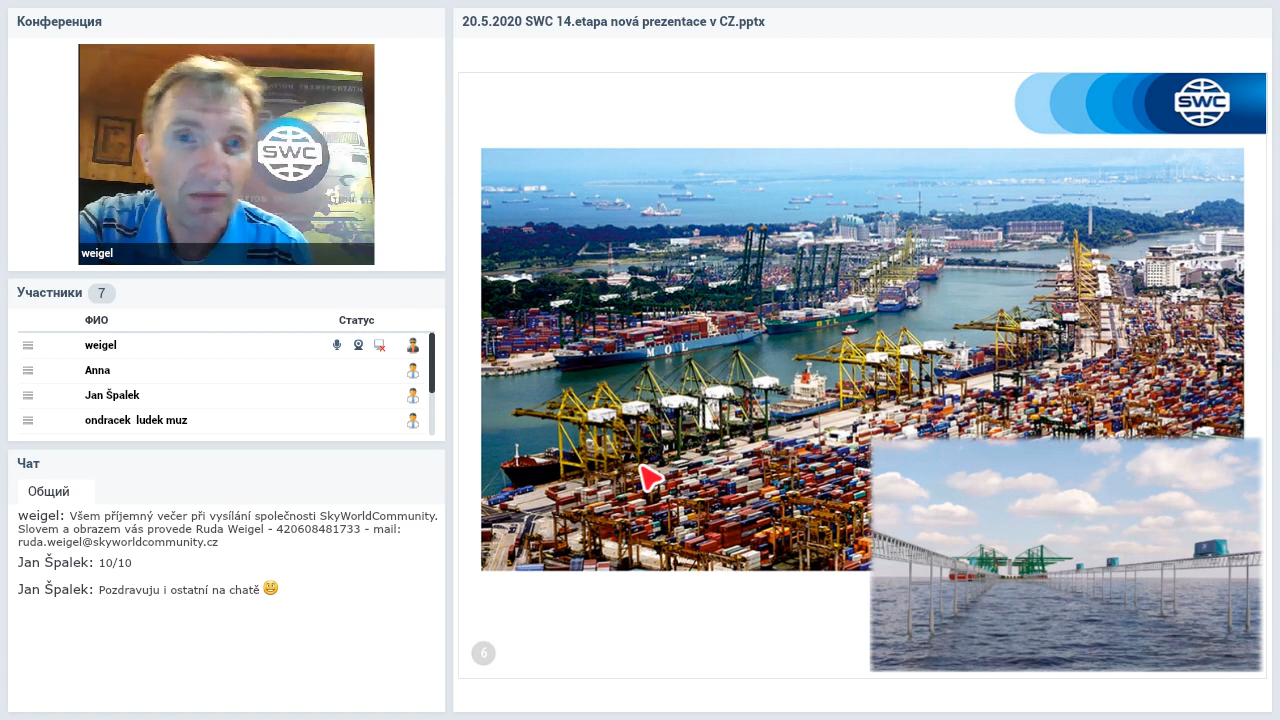 Конференция
SWC
weigel
Участники 7
ФИО Статус
weigel
Anna
Jan Špalek
ondracek ludek muz
Чат
Общий
weigel: Všem příjemný večer při vysílání společnosti SkyWorldCommunity.
Slovem a obrazem vás provede Ruda Weigel - 420608481733 - mail:
ruda.weigel@skyworldcommunity.cz
Jan Špalek: 10/10
Jan Špalek: Pozdravuju i ostatní na chatě
20.5.2020 SWC 14.etapa nová prezentace v CZ.pptx
SWC
MOL
6